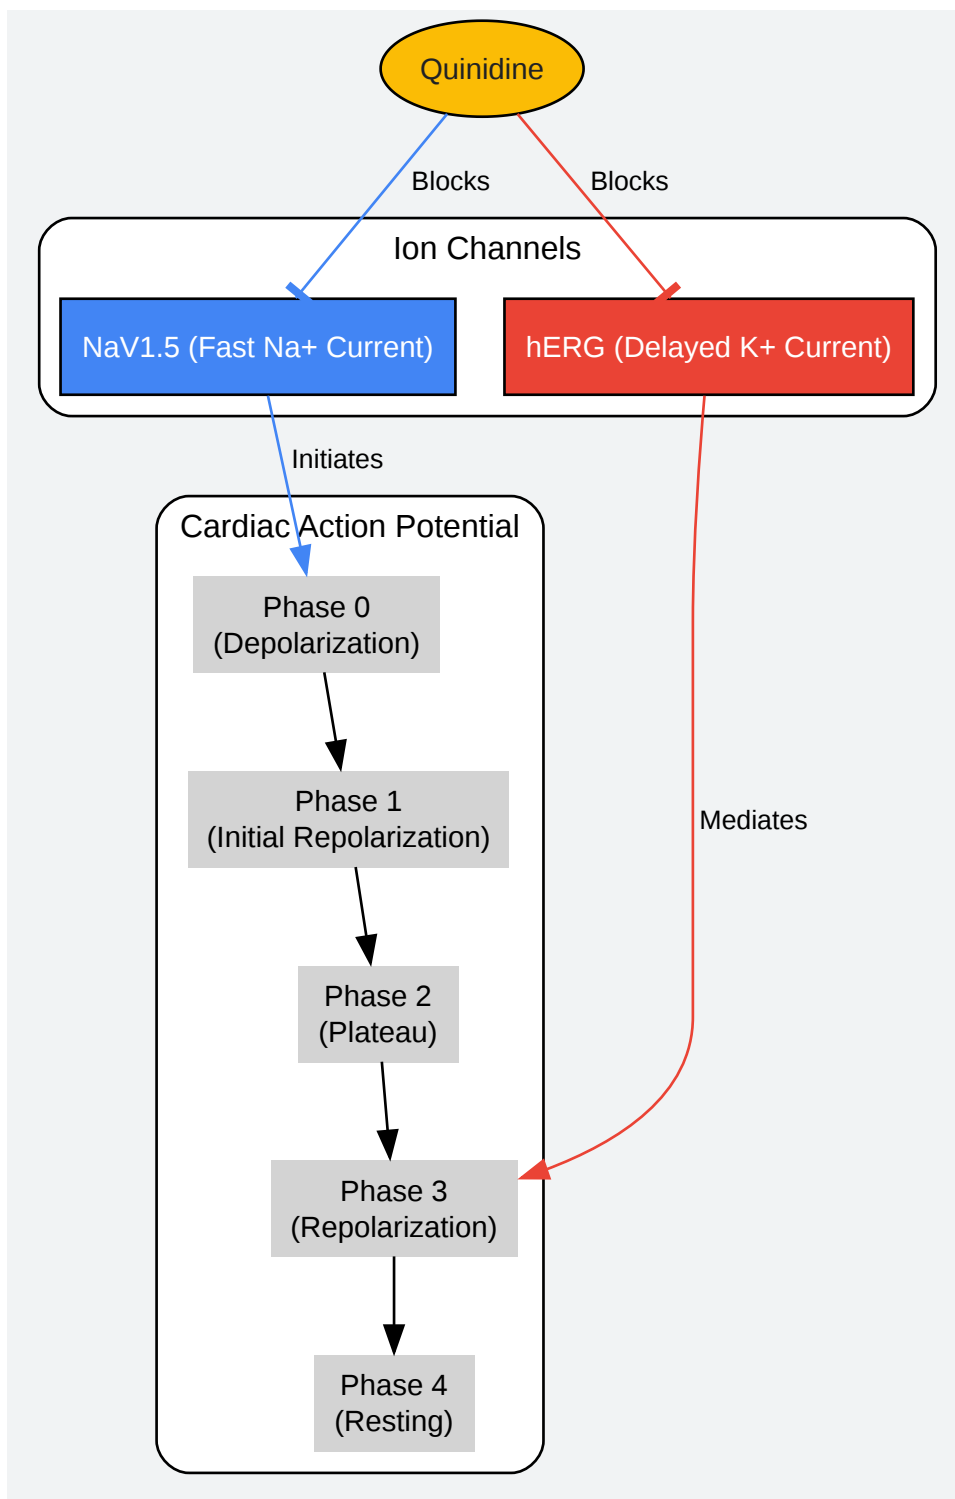 Quinidine
Blocks
Blocks
Ion Channels
NaV1.5 (Fast Na+ Current)
hERG (Delayed K+ Current)
Initiates
Cardiac Action Potential
Phase 0
(Depolarization)
Phase 1
(Initial Repolarization)
Mediates
Phase 2
(Plateau)
Phase 3
(Repolarization)
Phase 4
(Resting)